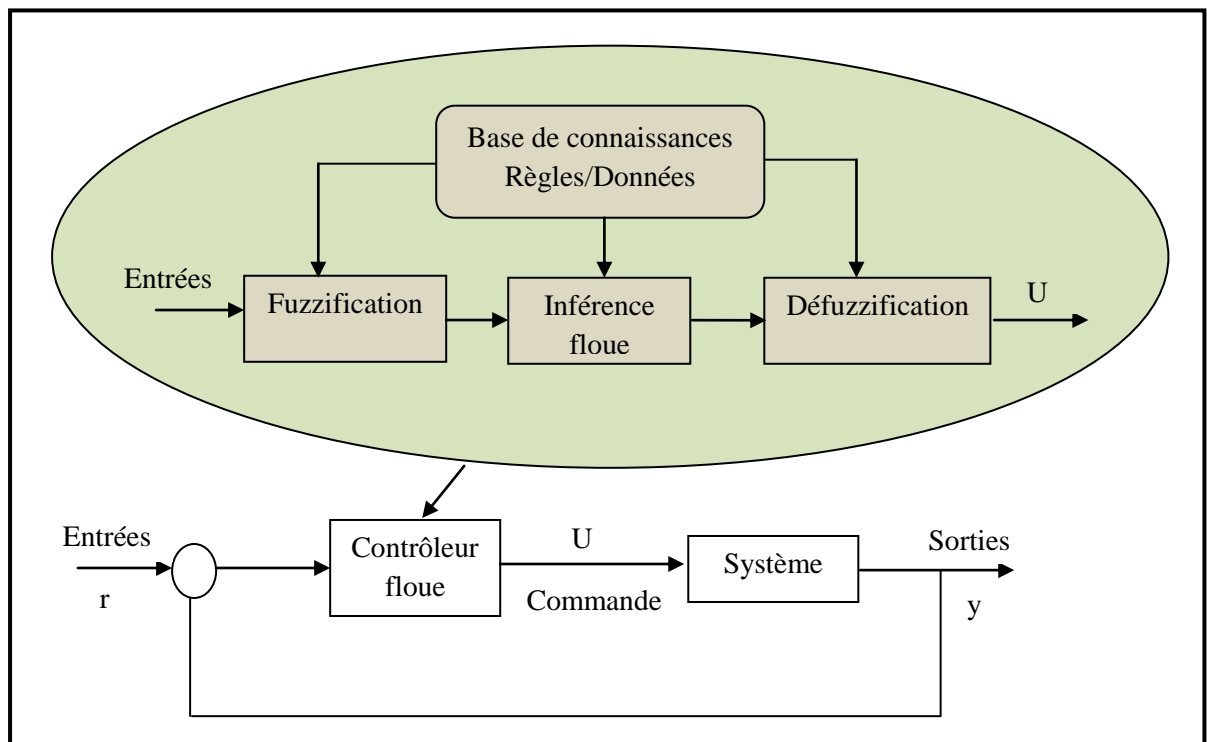 Base de connaissances
Règles/Données
Entrées
Fuzzification
Inférence
floue
Défuzzification
U
Entrées
r
Contrôleur
floue
U
Commande
Système
Sorties
y